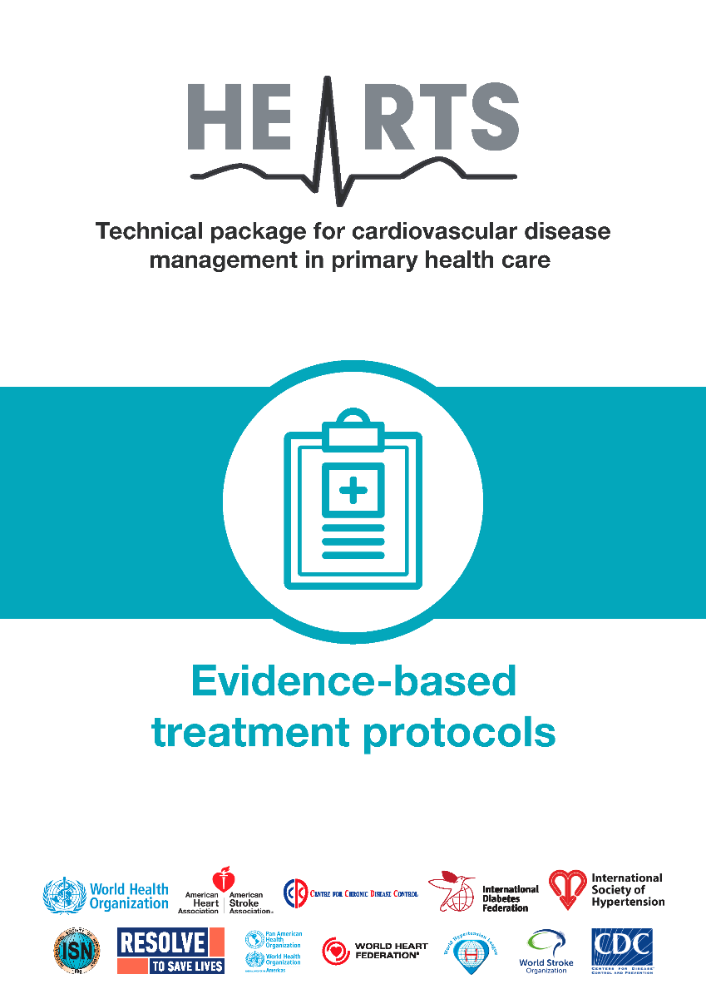 HEARTS
Technical package for cardiovascular disease
management in primary health care
Evidence-based
treatment protocols
World Health
Organization
American
Heart
Association
American
Stroke
Association®
CENTRE FOR CHRONIC DISEASE CONTROL
International
Diabetes
Federation
International
Society of
Hypertension
ISN
RESOLVE
TO SAVE LIVES
Pan American
Health
Organization
World Health
Organization
Americas
WORLD HEART
FEDERATION®
World Hypertension League
World Stroke
Organization
CDC
CENTERS FOR DISEASE
CONTROL AND PREVENTION